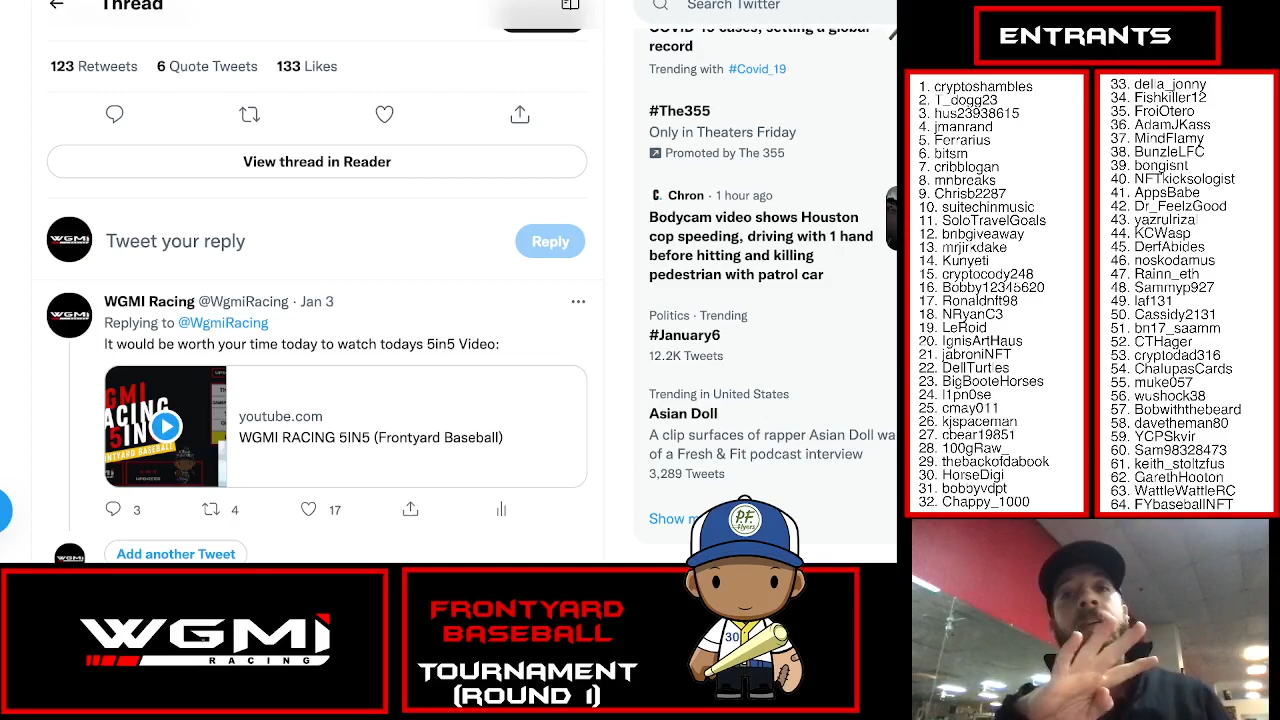 Thread
123 Retweets 6 Quote Tweets 133 Likes
View thread in Reader
Tweet your reply
Reply
WGMI Racing @WgmiRacing · Jan 3
Replying to @WgmiRacing
It would be worth your time today to watch todays 5in5 Video:
youtube.com
WGMI RACING 5IN5 (Frontyard Baseball)
3 4 17
Add another Tweet
Search Twitter
COVID-19 cases, setting a global
record
Trending with #Covid_19
#The355
Only in Theaters Friday
Promoted by The 355
Chron · 1 hour ago
Bodycam video shows Houston
cop speeding, driving with 1 hand
before hitting and killing
pedestrian with patrol car
Politics · Trending
#January6
12.2K Tweets
Trending in United States
Asian Doll
A clip surfaces of rapper Asian Doll wa
of a Fresh & Fit podcast interview
3,289 Tweets
Show
ENTRANTS
1. cryptoshambles
2. T_dogg23
3. hus23938615
4. jmanrand
5. Ferrarius
6. bitsm
7. cribblogan
8. mnbreaks
9. Chrisb2287
10. suitechinmusic
11. SoloTravelGoals
12. bnbgiveaway
13. mrjirkdake
14. Kunyeti
15. cryptocody248
16. Bobby12345620
17. Ronaldnft98
18. NRyanC3
19. LeRoid
20. IgnisArtHaus
21. jabroniNFT
22. DellTurtles
23. BigBooteHorses
24. l1pn0se
25. cmay011
26. kjspaceman
27. cbear19851
28. 100gRaw_
29. thebackofdabook
30. HorseDigi
31. bobbyvdpt
32. Chappy_1000
33. della_jonny
34. Fishkiller12
35. FroiOtero
36. AdamJKass
37. MindFlamy
38. BunzleLFC
39. bongisnt
40. NFTkicksologist
41. AppsBabe
42. Dr_FeelzGood
43. yazrulrizal
44. KCWasp
45. DerfAbides
46. noskodamus
47. Rainn_eth
48. Sammyp927
49. laf131
50. Cassidy2131
51. bn17_saamm
52. CTHager
53. cryptodad316
54. ChalupasCards
55. muke057
56. wushock38
57. Bobwiththebeard
58. davetheman80
59. YCPSkvir
60. Sam98328473
61. keith_stoltzfus
62. GarethHooton
63. WattleWattleRC
64. FYbaseballNFT
WGMI
RACING
FRONTYARD
BASEBALL
TOURNAMENT
(ROUND 1)
P.F.
Flyers
30